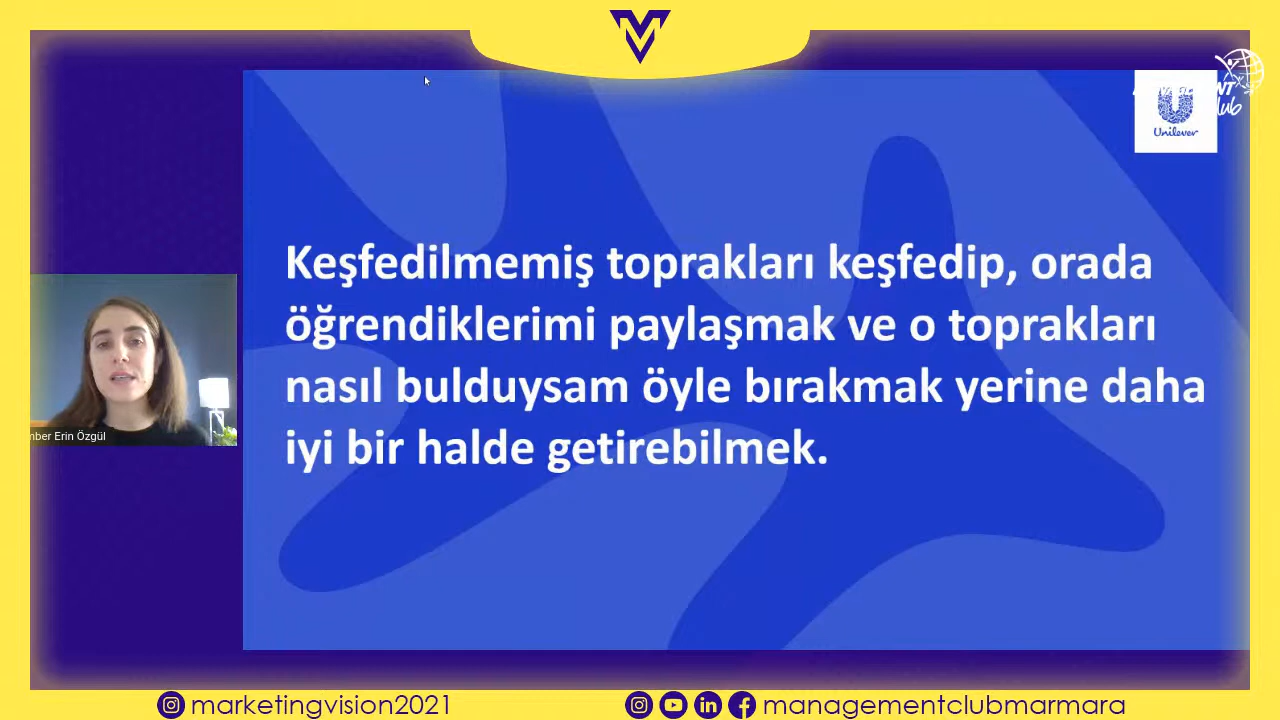 Unilever
Keşfedilmemiş toprakları keşfedip, orada
öğrendiklerimi paylaşmak ve o toprakları
nasıl bulduysam öyle bırakmak yerine daha
iyi bir halde getirebilmek.
mber Erin Özgül
marketingvision2021
managementclubmarmara